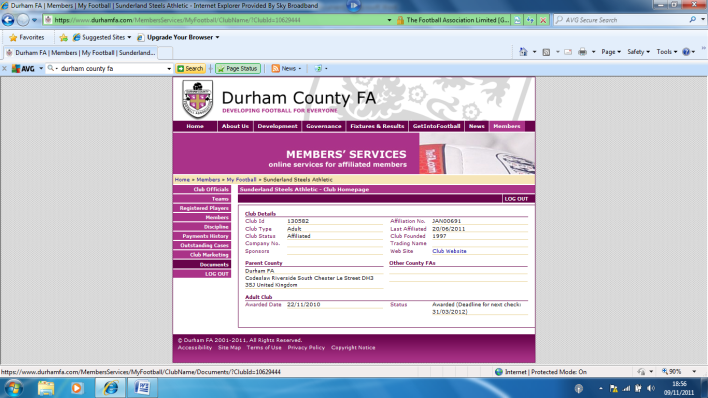 Durham FA | Members | My Football | Sunderland Steels Athletic - Internet Explorer Provided By Sky Broadband
https://www.durhamfa.com/MembersServices/MyFootball/ClubName/?ClubId=10629444
The Football Association Limited [G...
AVG Secure Search
Favorites
Suggested Sites
Upgrade Your Browser
Durham FA | Members | My Football | Sunderland...
Page Safety Tools
x AVG durham county fa Search Page Status News
Durham County FA
DEVELOPING FOOTBALL FOR EVERYONE
Home About Us Development Governance Fixtures & Results GetIntoFootball News Members
MEMBERS' SERVICES
online services for affiliated members
Home » Members » My Football » Sunderland Steels Athletic
Club Officials
Teams
Registered Players
Members
Discipline
Payments History
Outstanding Cases
Club Marketing
Documents
LOG OUT
Sunderland Steels Athletic - Club Homepage
LOG OUT
Club Details
Club Id 130582 Affiliation No. JAN00691
Club Type Adult Last Affiliated 20/06/2011
Club Status Affiliated Club Founded 1997
Company No. Trading Name
Sponsors Web Site Club Website
Parent County Other County FAs
Durham FA
Codeslaw Riverside South Chester Le Street DH3
3SJ United Kingdom
Adult Club
Awarded Date 22/11/2010 Status Awarded (Deadline for next check:
31/03/2012)
© Durham FA 2001-2011. All Rights Reserved.
Accessibility Site Map Terms of Use Privacy Policy Copyright Notice
https://www.durhamfa.com/MembersServices/MyFootball/ClubName/Documents/?ClubId=10629444
Internet | Protected Mode: On
90%
18:56
09/11/2011